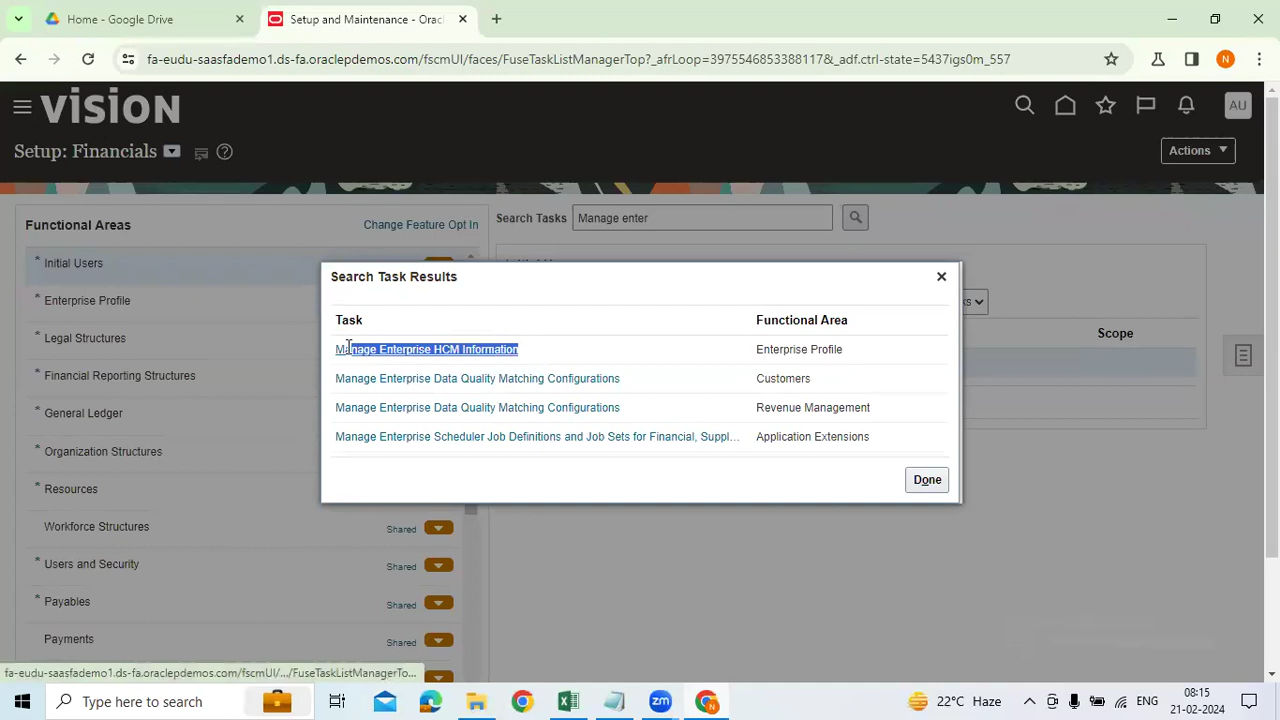 Home - Google Drive
Setup and Maintenance - Orac
fa-eudu-saasfademo1.ds-fa.oraclepdemos.com/fscmUI/faces/FuseTaskListManagerTop?_afrLoop=39755468533881​17&_adf.ctrl-state=5437igs0m_557
N
VISION
AU
Setup: Financials
Actions
Functional Areas
Change Feature Opt In
Search Tasks
Manage enter
* Initial Users
* Enterprise Profile
* Legal Structures
* Financial Reporting Structures
* General Ledger
* Organization Structures
* Resources
Workforce Structures
Shared
* Users and Security
Shared
* Payables
Shared
Payments
Shared
Search Task Results
Task
Functional Area
Manage Enterprise HCM Information
Enterprise Profile
Manage Enterprise Data Quality Matching Configurations
Customers
Manage Enterprise Data Quality Matching Configurations
Revenue Management
Manage Enterprise Scheduler Job Definitions and Job Sets for Financial, Suppl...
Application Extensions
Done
Scope
fa-eudu-saasfademo1.ds-fa.oraclepdemos.com/fscmUI/.../FuseTaskListManagerTo...
Type here to search
22°C Haze
ENG
08:15
21-02-2024